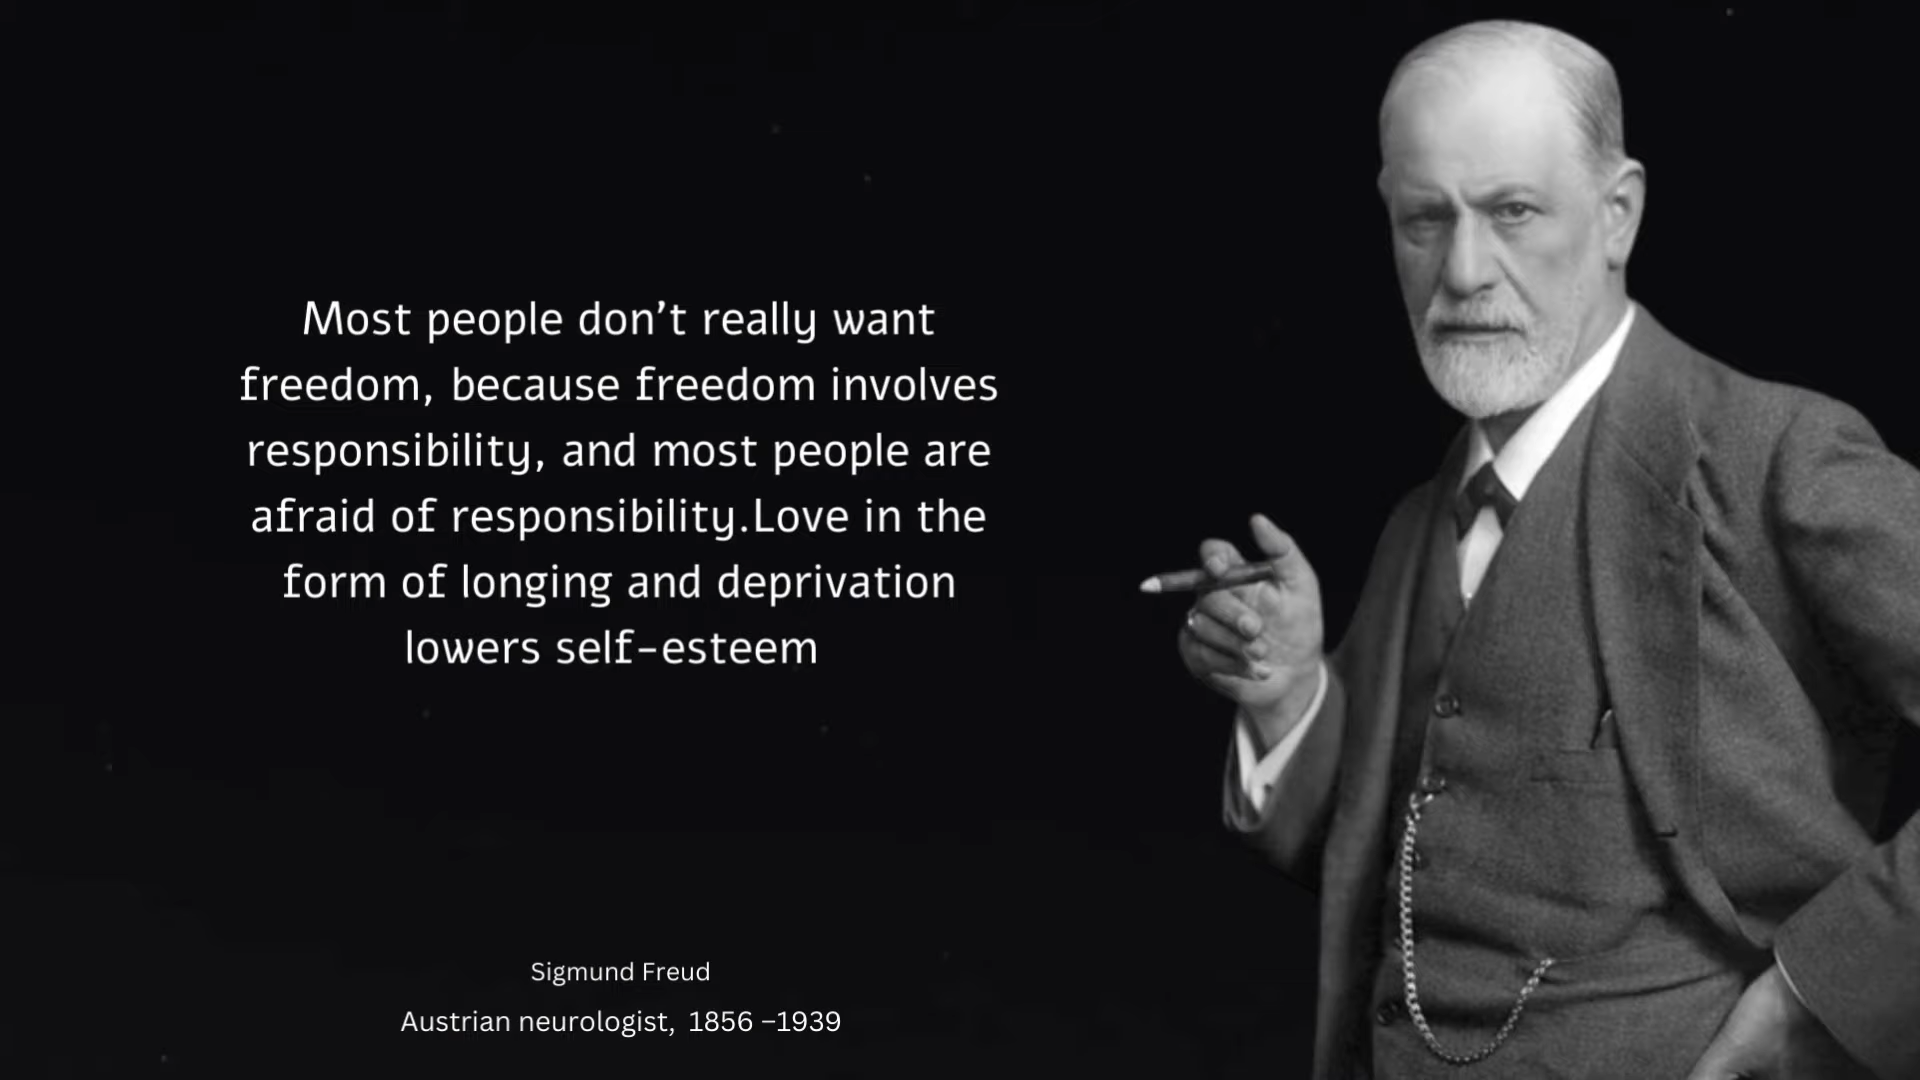 Most people don’t really want
freedom, because freedom involves
responsibility, and most people are
afraid of responsibility.Love in the
form of longing and deprivation
lowers self-esteem
Sigmund Freud
Austrian neurologist, 1856 –1939